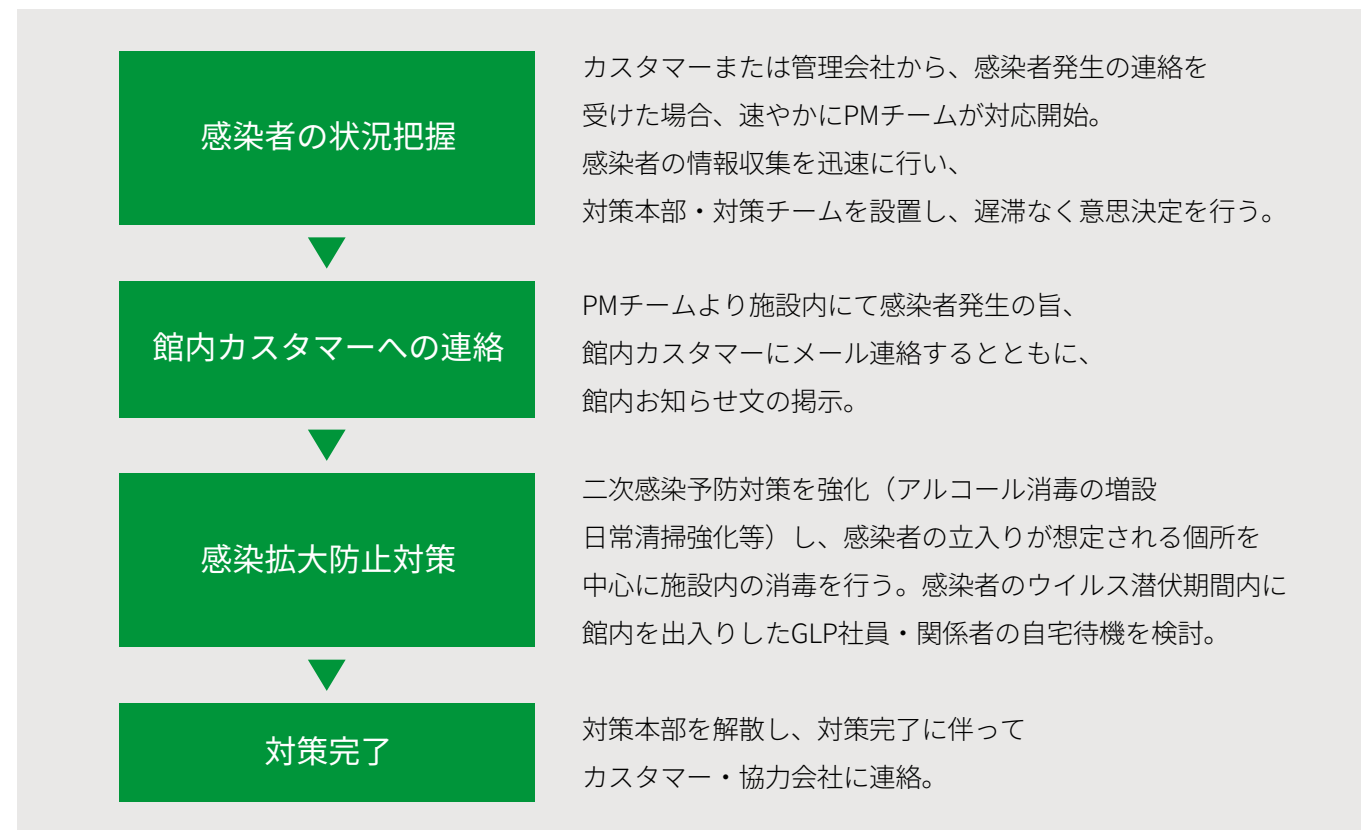 感染者の状況把握
カスタマーまたは管理会社から、感染者発生の連絡を
受けた場合、速やかにPMチームが対応開始。
感染者の情報収集を迅速に行い、
対策本部・対策チームを設置し、遅滞なく意思決定を行う。
館内カスタマーへの連絡
PMチームより施設内にて感染者発生の旨、
館内カスタマーにメール連絡するとともに、
館内お知らせ文の掲示。
感染拡大防止対策
二次感染予防対策を強化（アルコール消毒の増設
日常清掃強化等）し、感染者の立入りが想定される個所を
中心に施設内の消毒を行う。感染者のウイルス潜伏期間内に
館内を出入りしたGLP社員・関係者の自宅待機を検討。
対策完了
対策本部を解散し、対策完了に伴って
カスタマー・協力会社に連絡。